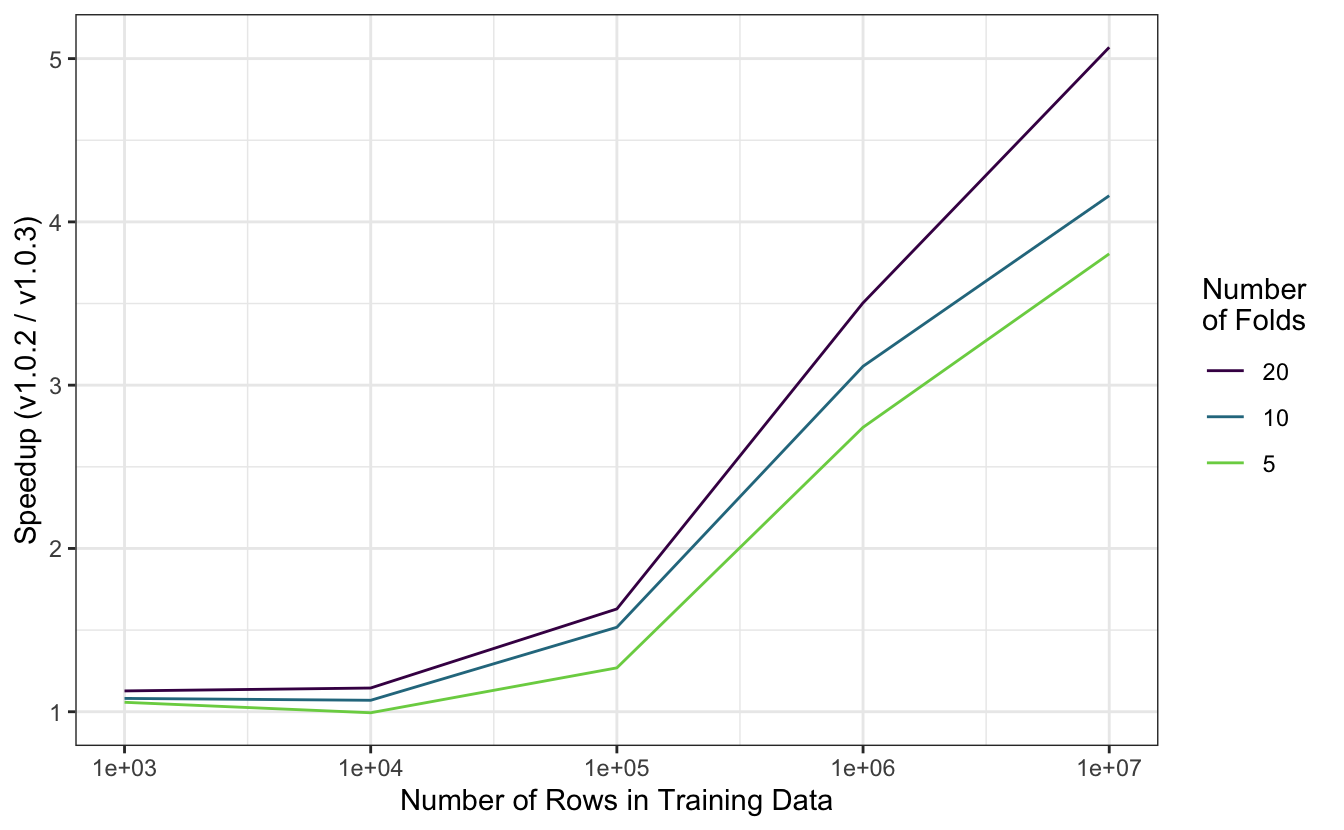 5
4
3
2
1
Speedup (v1.0.2 / v1.0.3)
1e+03 1e+04 1e+05 1e+06 1e+07
Number of Rows in Training Data
Number
of Folds
20
10
5